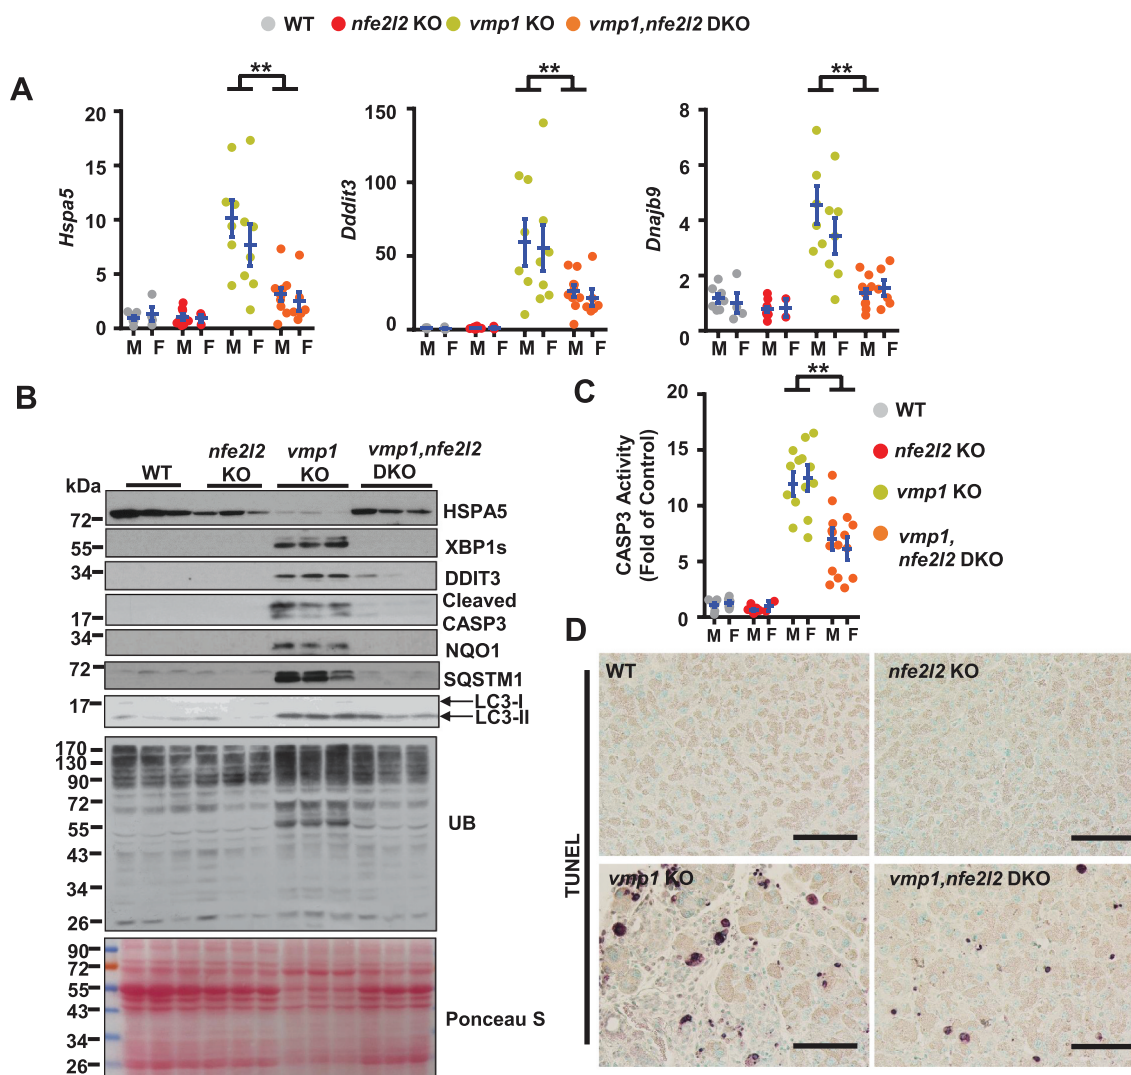 WT nfe2l2 KO vmp1 KO vmp1,nfe2l2 DKO
A
Hspa5
20
15
10
5
0
M F M F M F M F
**
Dddit3
150
100
50
0
M F M F M F M F
**
Dnajb9
8
6
4
2
0
M F M F M F M F
**
B
kDa
WT
nfe2l2
KO
vmp1
KO
vmp1,nfe2l2
DKO
72
HSPA5
55
XBP1s
34
DDIT3
Cleaved
17
CASP3
34
NQO1
72
SQSTM1
17
LC3-I
LC3-II
170
130
90
72
55
43
34
26
UB
90
72
55
43
34
26
Ponceau S
C
CASP3 Activity
(Fold of Control)
20
15
10
5
0
M F M F M F M F
**
WT
nfe2l2 KO
vmp1 KO
vmp1,
nfe2l2 DKO
D
TUNEL
WT
nfe2l2 KO
vmp1 KO
vmp1,nfe2l2 DKO